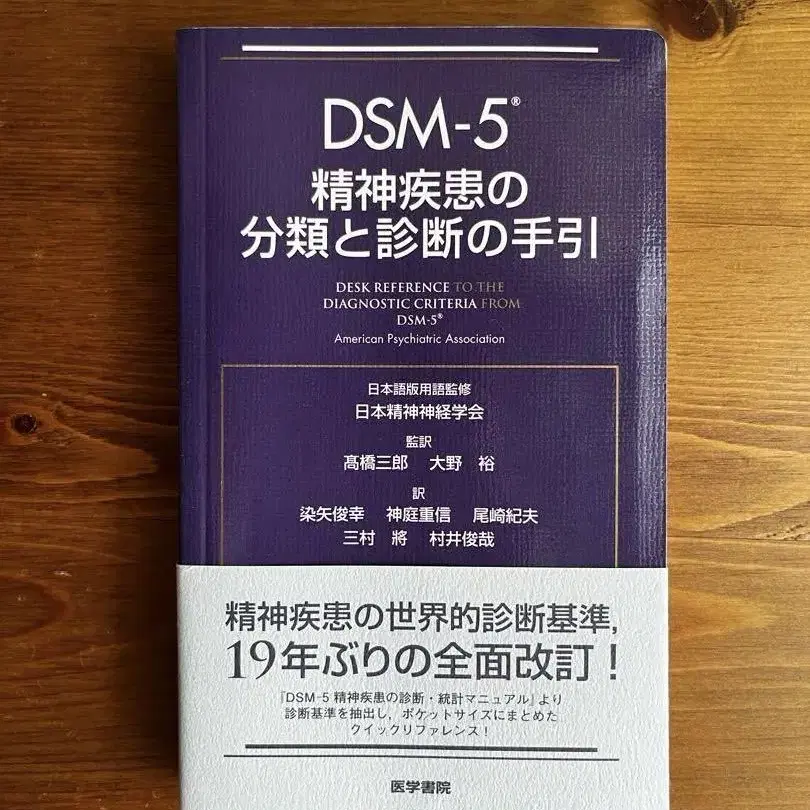 DSM-5®
精神疾患の
分類と診断の手引
DESK REFERENCE TO THE
DIAGNOSTIC CRITERIA FROM
DSM-5®
American Psychiatric Association
日本語版用語監修
日本精神神経学会
監訳
髙橋三郎 大野 裕
訳
染矢俊幸 神庭重信 尾崎紀夫
三村 將 村井俊哉
精神疾患の世界的診断基準,
19年ぶりの全面改訂!
『DSM-5 精神疾患の診断・統計マニュアル』より
診断基準を抽出し,ポケットサイズにまとめた
クイックリファレンス!
医学書院